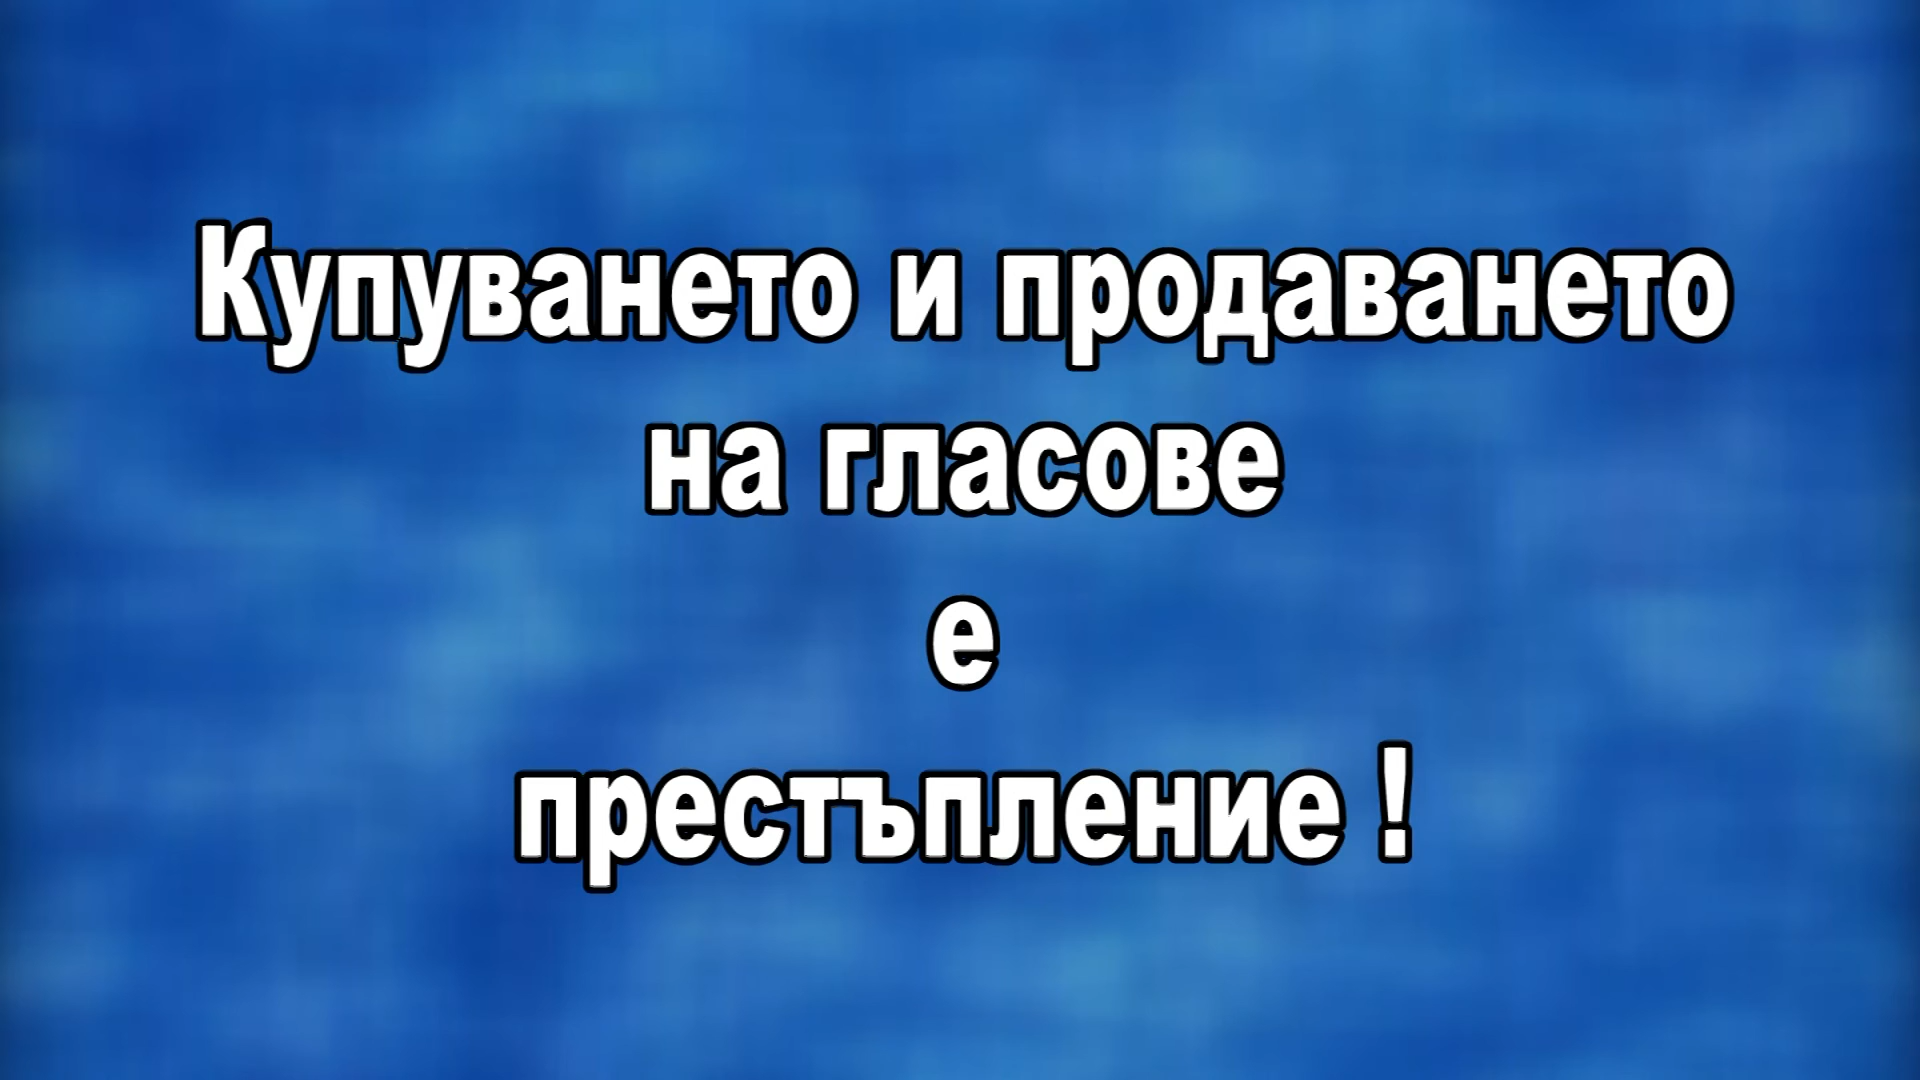 Купуването и продаването
на гласове
е
престъпление !